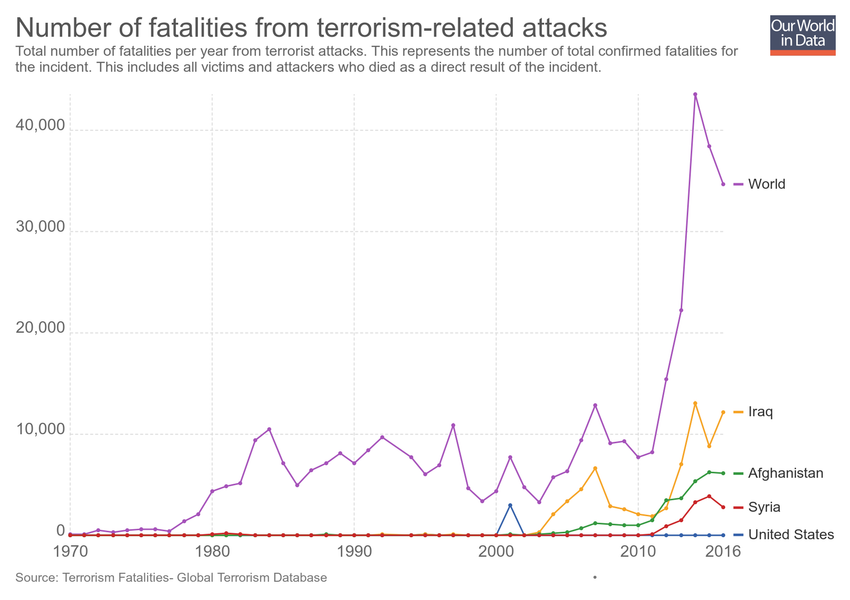 Number of fatalities from terrorism-related attacks
Total number of fatalities per year from terrorist attacks. This represents the number of total confirmed fatalities for
the incident. This includes all victims and attackers who died as a direct result of the incident.
Our World
in Data
40,000
30,000
20,000
10,000
0
World
Iraq
Afghanistan
Syria
United States
1970
1980
1990
2000
2010
2016
Source: Terrorism Fatalities- Global Terrorism Database